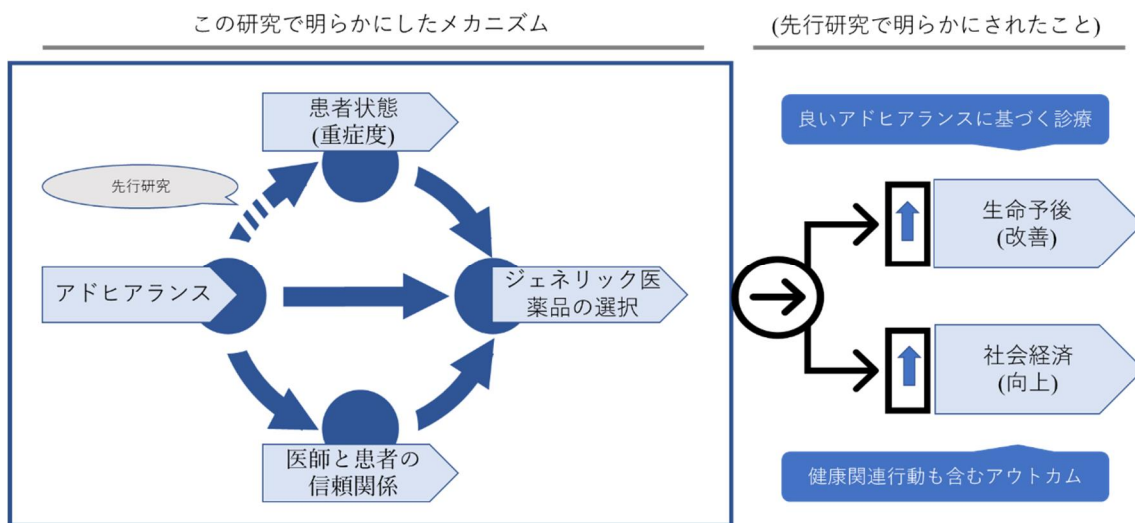 この研究で明らかにしたメカニズム
(先行研究で明らかにされたこと)
患者状態
(重症度)
先行研究
アドヒアランス
ジェネリック医
薬品の選択
医師と患者の
信頼関係
良いアドヒアランスに基づく診療
生命予後
(改善)
社会経済
(向上)
健康関連行動も含むアウトカム